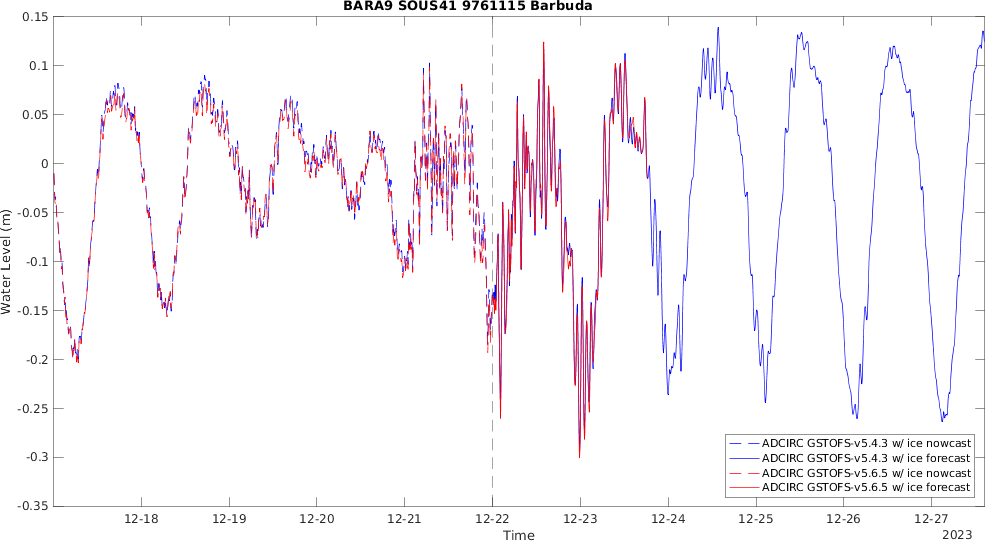 BARA9 SOUS41 9761115 Barbuda
0.15
0.1
0.05
0
-0.05
-0.1
-0.15
-0.2
-0.25
-0.3
-0.35
Water Level (m)
ADCIRC GSTOFS-v5.4.3 w/ ice nowcast
ADCIRC GSTOFS-v5.4.3 w/ ice forecast
ADCIRC GSTOFS-v5.6.5 w/ ice nowcast
ADCIRC GSTOFS-v5.6.5 w/ ice forecast
12-18 12-19 12-20 12-21 12-22 12-23 12-24 12-25 12-26 12-27
Time
2023